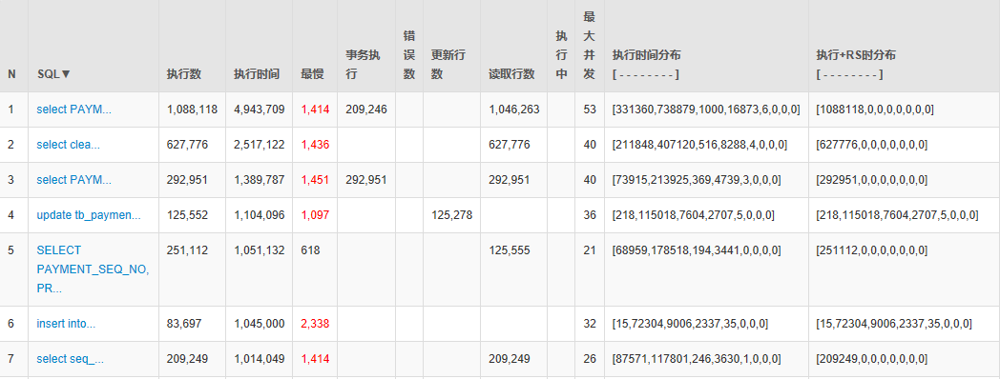 N SQL▼ 执行数 执行时间 最慢 事务执行 错误数 更新行数 读取行数 执行中 最大并发 执行时间分布 [ - - - - - - - - ] 执行+RS时分布 [ - - - - - - - - ]
1 select PAYM... 1,088,118 4,943,709 1,414 209,246 1,046,263 53 [331360,738879,1000,16873,6,0,0,0] [1088118,0,0,0,0,0,0,0]
2 select clea... 627,776 2,517,122 1,436 627,776 40 [211848,407120,516,8288,4,0,0,0] [627776,0,0,0,0,0,0,0]
3 select PAYM... 292,951 1,389,787 1,451 292,951 292,951 40 [73915,213925,369,4739,3,0,0,0] [292951,0,0,0,0,0,0,0]
4 update tb_paymen... 125,552 1,104,096 1,097 125,278 36 [218,115018,7604,2707,5,0,0,0] [218,115018,7604,2707,5,0,0,0]
5 SELECT PAYMENT_SEQ_NO, PR... 251,112 1,051,132 618 125,555 21 [68959,178518,194,3441,0,0,0,0] [251112,0,0,0,0,0,0,0]
6 insert into... 83,697 1,045,000 2,338 32 [15,72304,9006,2337,35,0,0,0] [15,72304,9006,2337,35,0,0,0]
7 select seq_... 209,249 1,014,049 1,414 209,249 26 [87571,117801,246,3630,1,0,0,0] [209249,0,0,0,0,0,0,0]